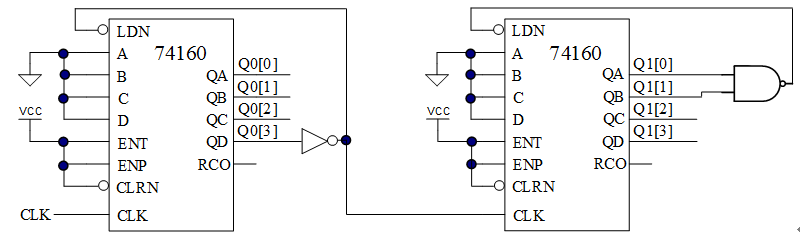 LDN
A
74160
B
QA
Q0[0]
C
QB
Q0[1]
VCC
D
QC
Q0[2]
ENT
QD
Q0[3]
ENP
RCO
CLRN
CLK
CLK
LDN
A
74160
B
QA
Q1[0]
C
QB
Q1[1]
VCC
D
QC
Q1[2]
ENT
QD
Q1[3]
ENP
RCO
CLRN
CLK